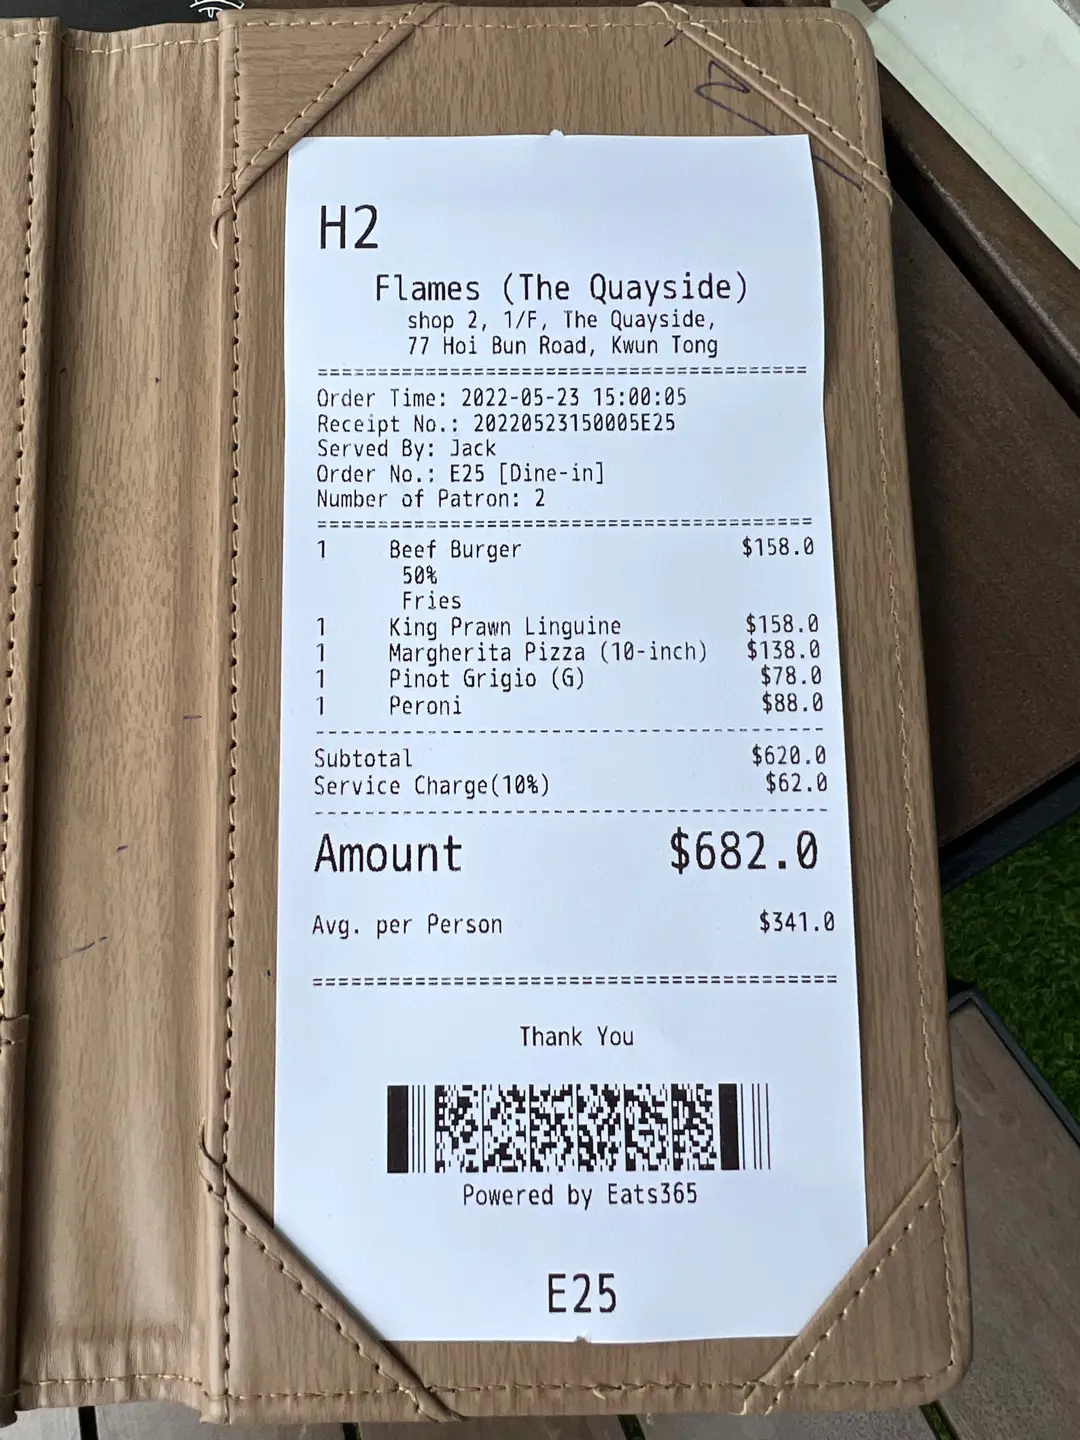 H2
Flames (The Quayside)
shop 2, 1/F, The Quayside,
77 Hoi Bun Road, Kwun Tong
Order Time: 2022-05-23 15:00:05
Receipt No.: 20220523150005E25
Served By: Jack
Order No.: E25 [Dine-in]
Number of Patron: 2
1 Beef Burger $158.0
50%
Fries
1 King Prawn Linguine $158.0
1 Margherita Pizza (10-inch) $138.0
1 Pinot Grigio (G) $78.0
1 Peroni $88.0
Subtotal $620.0
Service Charge(10%) $62.0
Amount $682.0
Avg. per Person $341.0
Thank You
Powered by Eats365
E25